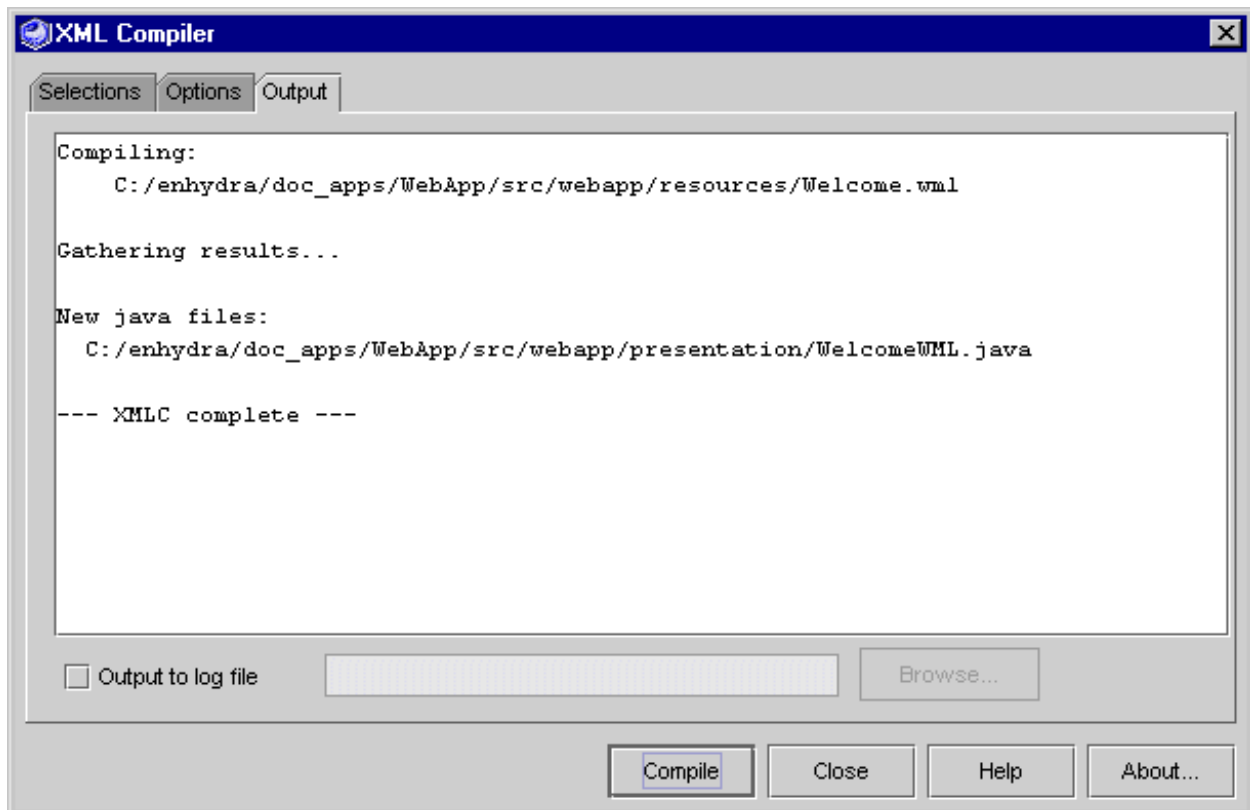 XML Compiler
Selections Options Output
Compiling:
C:/enhydra/doc_apps/WebApp/src/webapp/resources/Welcome.wml
Gathering results...
New java files:
C:/enhydra/doc_apps/WebApp/src/webapp/presentation/WelcomeWML.java
--- XMLC complete ---
Output to log file Browse...
Compile Close Help About...